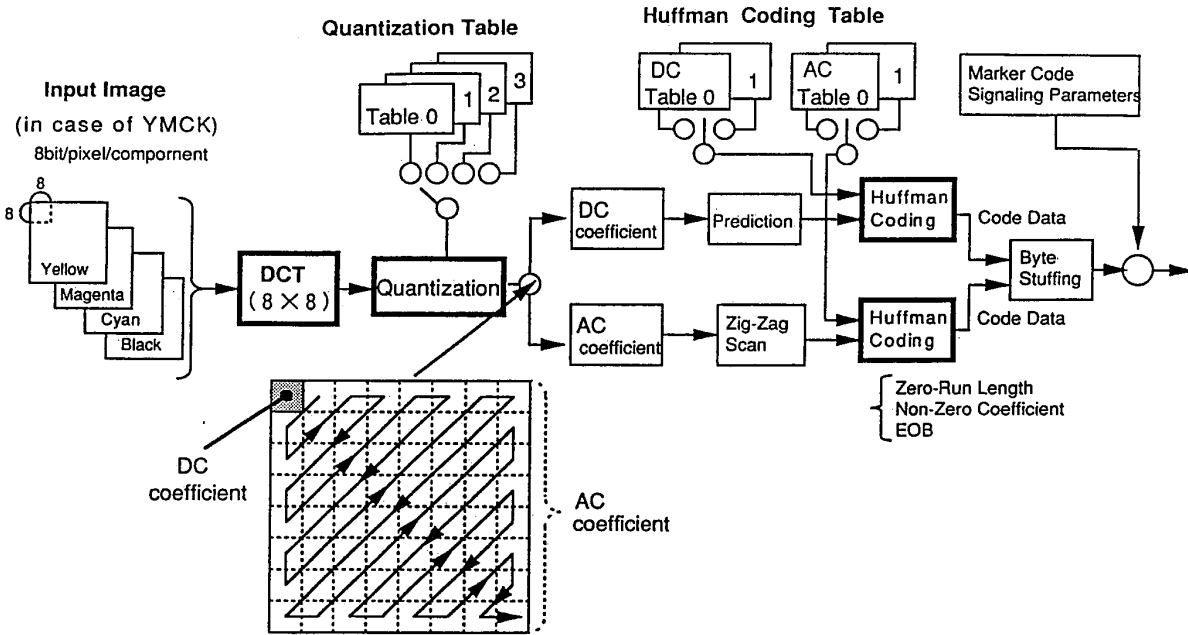 Huffman Coding Table
Quantization Table
Input Image
(in case of YMCK)
8bit/pixel/compornent
8
8
Yellow
Magenta
Cyan
Black
DCT
(8 × 8)
Table 0
1
2
3
Quantization
DC
Table 0
1
AC
Table 0
1
Marker Code
Signaling Parameters
DC
coefficient
Prediction
Huffman
Coding
Code Data
AC
coefficient
Zig-Zag
Scan
Huffman
Coding
Code Data
Byte
Stuffing
Zero-Run Length
Non-Zero Coefficient
EOB
DC
coefficient
AC
coefficient